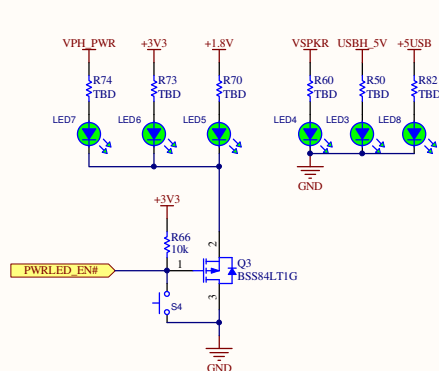 VPH_PWR +3V3 +1.8V VSPKR USBH_5V +5USB
R74 R73 R70 R60 R50 R82
TBD TBD TBD TBD TBD TBD
LED7 LED6 LED5 LED4 LED3 LED8
GND
+3V3
R66
10k
2
PWRLED_EN# 1 Q3
BSS84LT1G
S4 3
GND